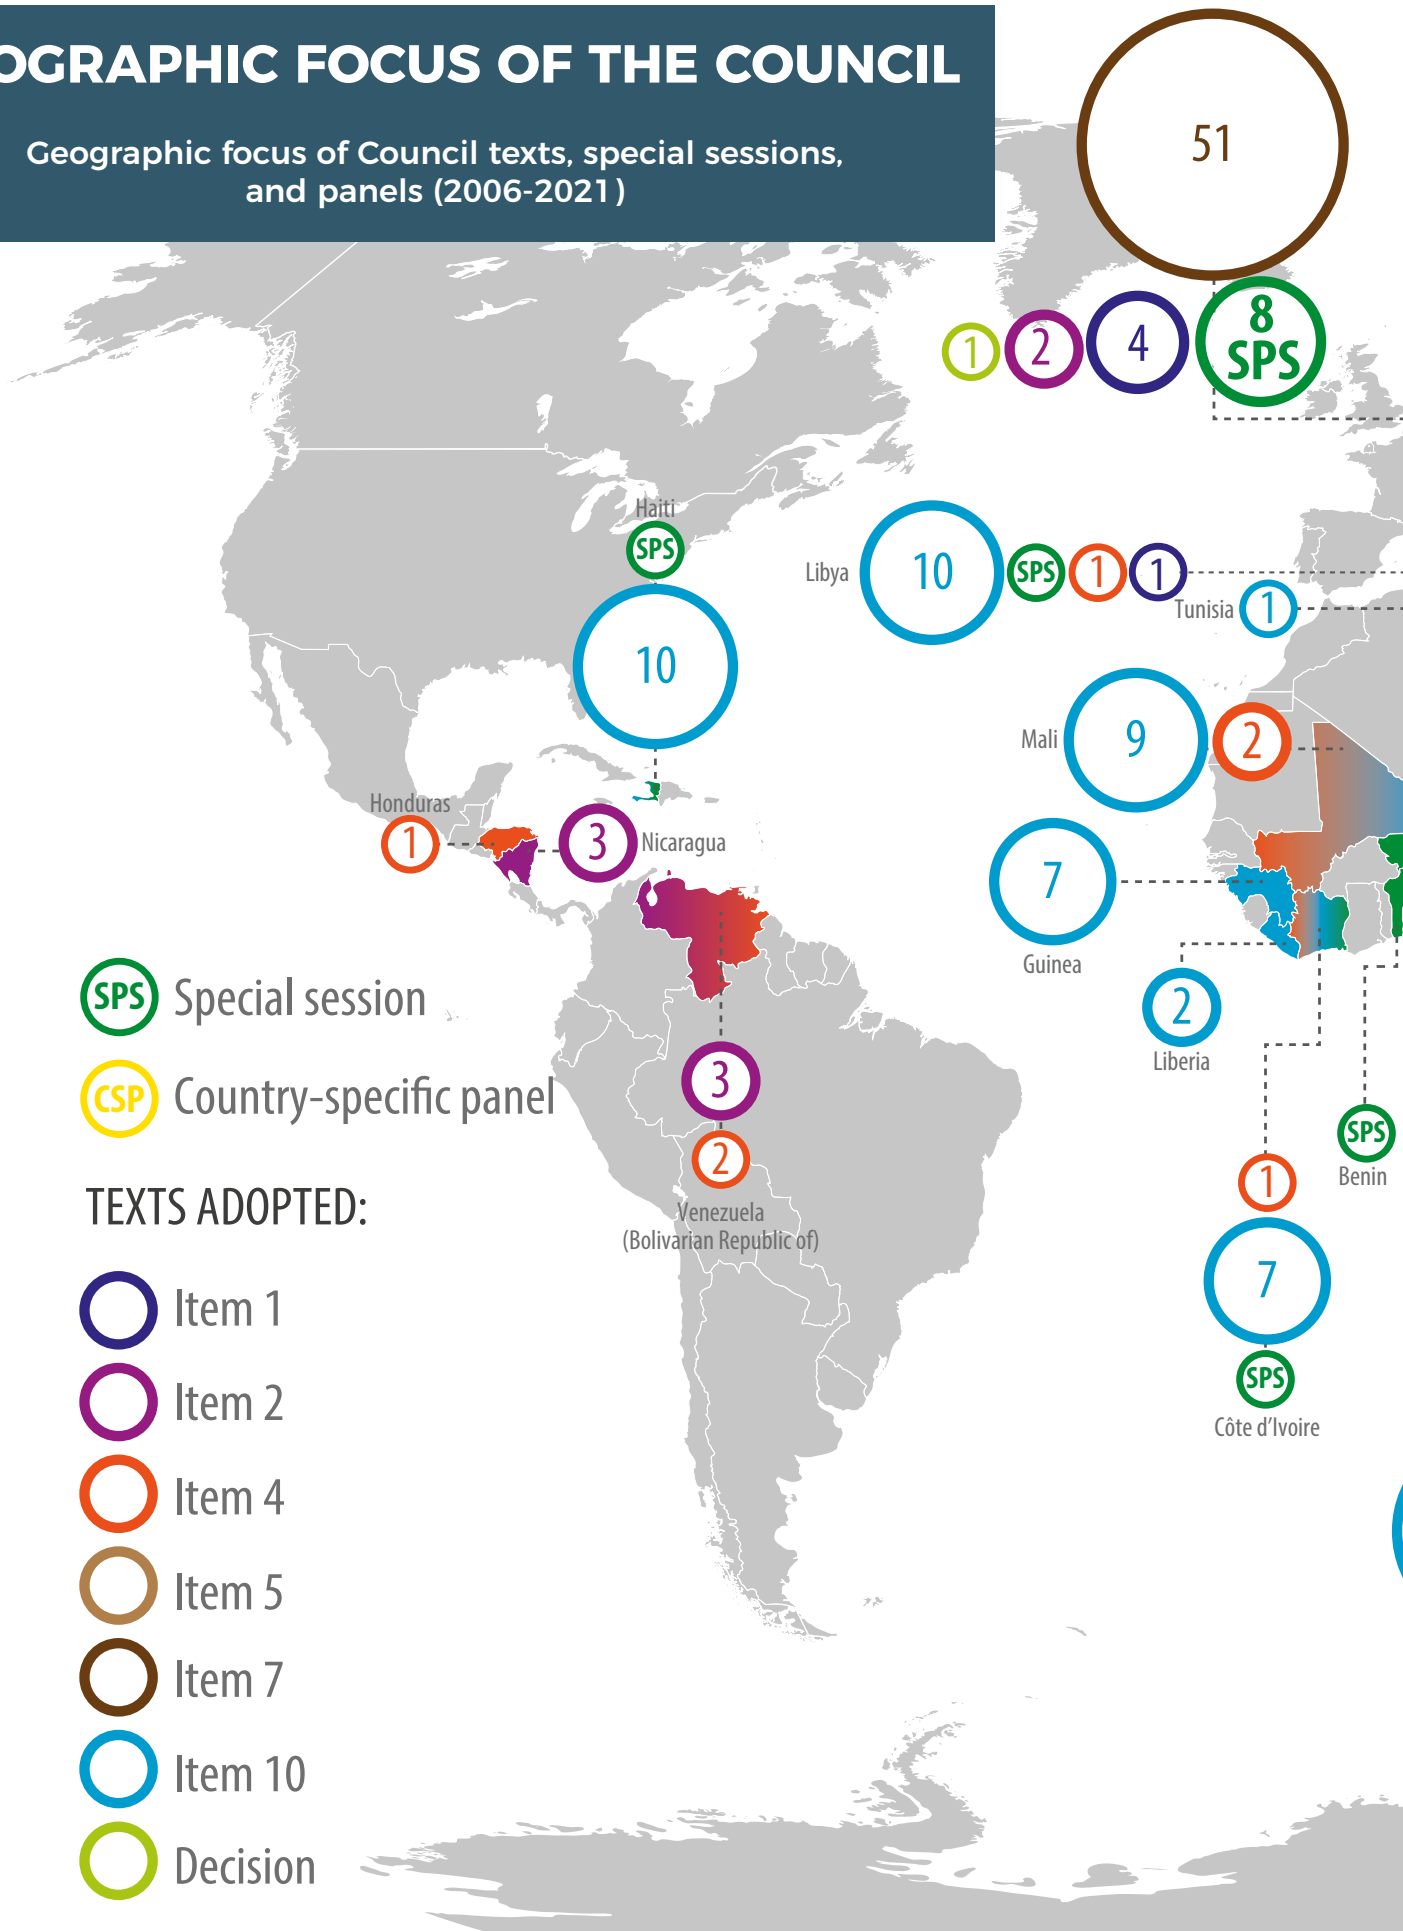 OGRAPHIC FOCUS OF THE COUNCIL
Geographic focus of Council texts, special sessions,
and panels (2006-2021)
51
1
2
4
8
SPS
Haiti
SPS
10
Libya
10
SPS
1
1
Tunisia
1
Mali
9
2
Honduras
1
3
Nicaragua
7
Guinea
2
Liberia
3
2
Venezuela
(Bolivarian Republic of)
SPS
Benin
1
7
SPS
Côte d’Ivoire
SPS
Special session
CSP
Country-specific panel
TEXTS ADOPTED:
Item 1
Item 2
Item 4
Item 5
Item 7
Item 10
Decision